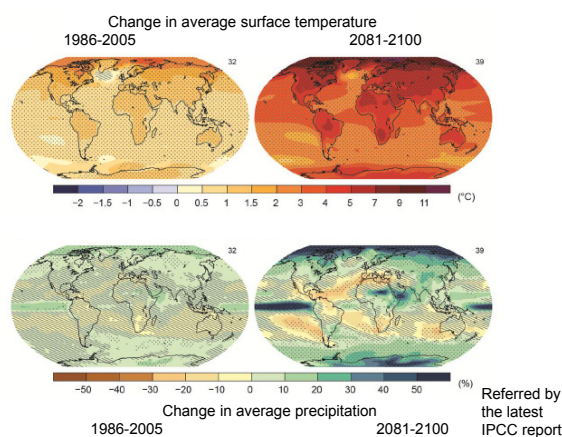 Change in average surface temperature
1986-2005 2081-2100
32 39
−2 −1.5 −1 −0.5 0 0.5 1 1.5 2 3 4 5 7 9 11 (°C)
32 39
−50 −40 −30 −20 −10 0 10 20 30 40 50 (%)
Change in average precipitation
1986-2005 2081-2100
Referred by
the latest
IPCC report